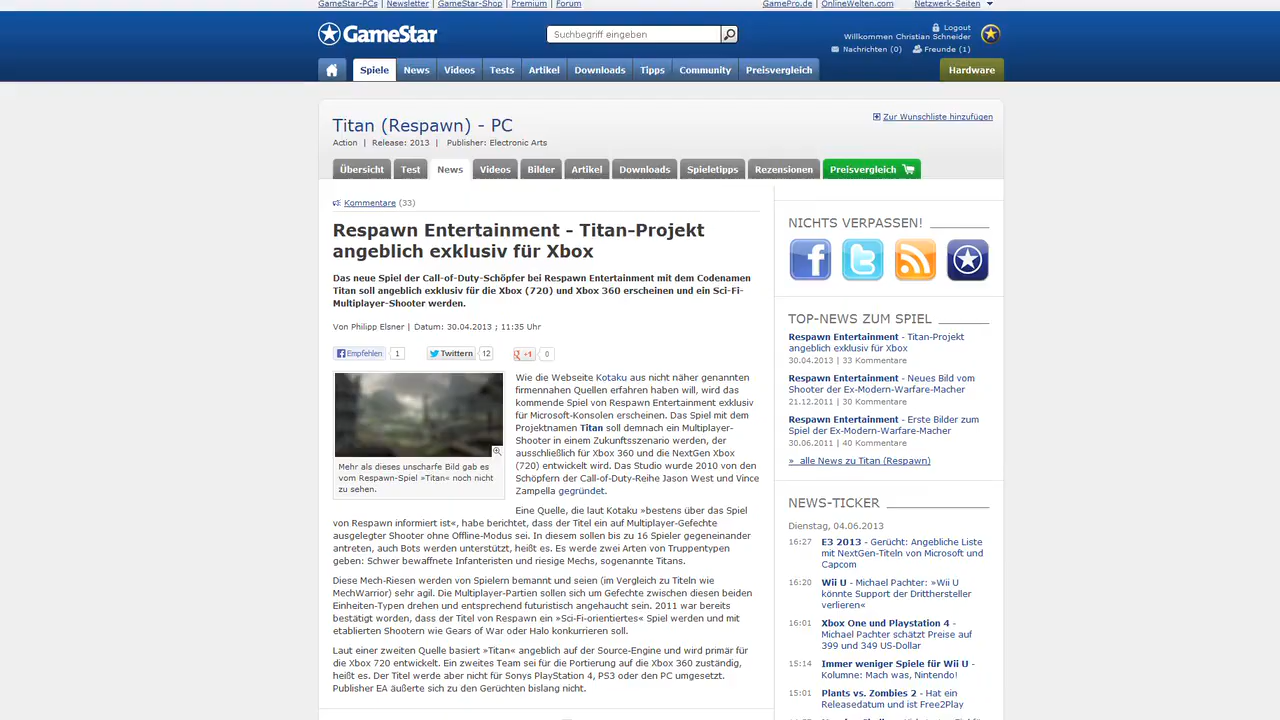 GameStar-PCs | Newsletter | GameStar-Shop | Premium | Forum
GamePro.de | OnlineWelten.com Netzwerk-Seiten
GameStar
Suchbegriff eingeben
Logout
Willkommen Christian Schneider
Nachrichten (0) Freunde (1)
Spiele News Videos Tests Artikel Downloads Tipps Community Preisvergleich Hardware
Titan (Respawn) - PC
Zur Wunschliste hinzufügen
Action | Release: 2013 | Publisher: Electronic Arts
Übersicht Test News Videos Bilder Artikel Downloads Spieletipps Rezensionen Preisvergleich
Kommentare (33)
Respawn Entertainment - Titan-Projekt
angeblich exklusiv für Xbox
Das neue Spiel der Call-of-Duty-Schöpfer bei Respawn Entertainment mit dem Codenamen
Titan soll angeblich exklusiv für die Xbox (720) und Xbox 360 erscheinen und ein Sci-Fi-
Multiplayer-Shooter werden.
Von Philipp Elsner | Datum: 30.04.2013 ; 11:35 Uhr
Empfehlen 1 Twittern 12 +1 0
Mehr als dieses unscharfe Bild gab es
vom Respawn-Spiel »Titan« noch nicht
zu sehen.
Wie die Webseite Kotaku aus nicht näher genannten
firmennahen Quellen erfahren haben will, wird das
kommende Spiel von Respawn Entertainment exklusiv
für Microsoft-Konsolen erscheinen. Das Spiel mit dem
Projektnamen Titan soll demnach ein Multiplayer-
Shooter in einem Zukunftsszenario werden, der
ausschließlich für Xbox 360 und die NextGen Xbox
(720) entwickelt wird. Das Studio wurde 2010 von den
Schöpfern der Call-of-Duty-Reihe Jason West und Vince
Zampella gegründet.
Eine Quelle, die laut Kotaku »bestens über das Spiel
von Respawn informiert ist«, habe berichtet, dass der Titel ein auf Multiplayer-Gefechte
ausgelegter Shooter ohne Offline-Modus sei. In diesem sollen bis zu 16 Spieler gegeneinander
antreten, auch Bots werden unterstützt, heißt es. Es werde zwei Arten von Truppentypen
geben: Schwer bewaffnete Infanteristen und riesige Mechs, sogenannte Titans.
Diese Mech-Riesen werden von Spielern bemannt und seien (im Vergleich zu Titeln wie
MechWarrior) sehr agil. Die Multiplayer-Partien sollen sich um Gefechte zwischen diesen beiden
Einheiten-Typen drehen und entsprechend futuristisch angehaucht sein. 2011 war bereits
bestätigt worden, dass der Titel von Respawn ein »Sci-Fi-orientiertes« Spiel werden und mit
etablierten Shootern wie Gears of War oder Halo konkurrieren soll.
Laut einer zweiten Quelle basiert »Titan« angeblich auf der Source-Engine und wird primär für
die Xbox 720 entwickelt. Ein zweites Team sei für die Portierung auf die Xbox 360 zuständig,
heißt es. Der Titel werde aber nicht für Sonys PlayStation 4, PS3 oder den PC umgesetzt.
Publisher EA äußerte sich zu den Gerüchten bislang nicht.
NICHTS VERPASSEN!
TOP-NEWS ZUM SPIEL
Respawn Entertainment - Titan-Projekt
angeblich exklusiv für Xbox
30.04.2013 | 33 Kommentare
Respawn Entertainment - Neues Bild vom
Shooter der Ex-Modern-Warfare-Macher
21.12.2011 | 30 Kommentare
Respawn Entertainment - Erste Bilder zum
Spiel der Ex-Modern-Warfare-Macher
30.06.2011 | 40 Kommentare
» alle News zu Titan (Respawn)
NEWS-TICKER
Dienstag, 04.06.2013
16:27 E3 2013 - Gerücht: Angebliche Liste
mit NextGen-Titeln von Microsoft und
Capcom
16:20 Wii U - Michael Pachter: »Wii U
könnte Support der Dritthersteller
verlieren«
16:01 Xbox One und Playstation 4 -
Michael Pachter schätzt Preise auf
399 und 349 US-Dollar
15:14 Immer weniger Spiele für Wii U -
Kolumne: Mach was, Nintendo!
15:01 Plants vs. Zombies 2 - Hat ein
Releasedatum und ist Free2Play